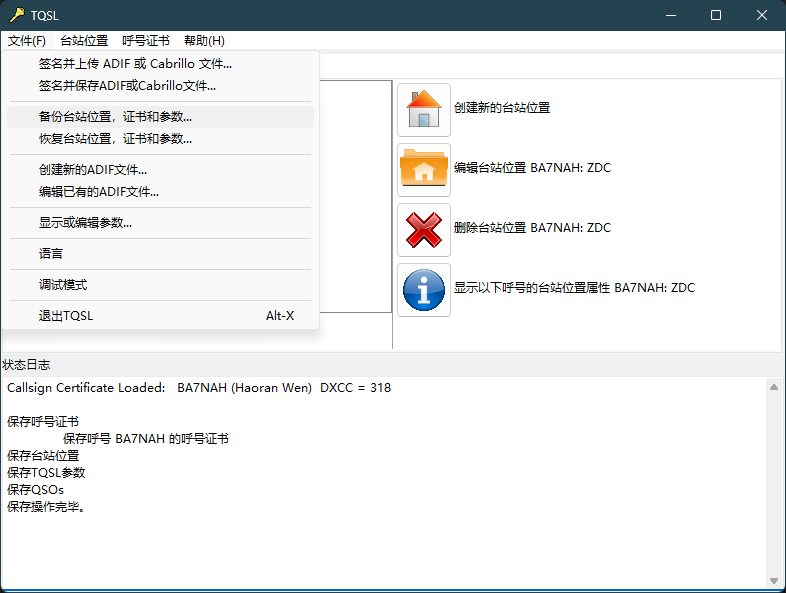 TQSL
文件(F) 台站位置 呼号证书 帮助(H)
签名并上传 ADIF 或 Cabrillo 文件...
签名并保存ADIF或Cabrillo文件...
备份台站位置，证书和参数...
恢复台站位置，证书和参数...
创建新的ADIF文件...
编辑已有的ADIF文件...
显示或编辑参数...
语言
调试模式
退出TQSL Alt-X
创建新的台站位置
编辑台站位置 BA7NAH: ZDC
删除台站位置 BA7NAH: ZDC
显示以下呼号的台站位置属性 BA7NAH: ZDC
状态日志
Callsign Certificate Loaded: BA7NAH (Haoran Wen) DXCC = 318
保存呼号证书
保存呼号 BA7NAH 的呼号证书
保存台站位置
保存TQSL参数
保存QSOs
保存操作完毕。